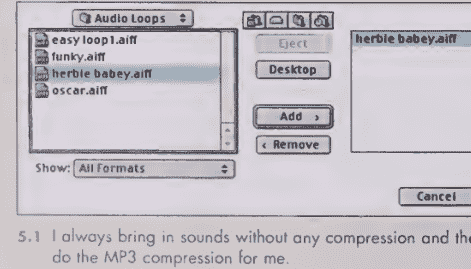 Audio Loops
easy loop1.aiff
funky.aiff
herbie babey.aiff
oscar.aiff
Show: All Formats
Eject
Desktop
Add ›
‹ Remove
herbie babey.aiff
Cancel
5.1 I always bring in sounds without any compression and the
do the MP3 compression for me.